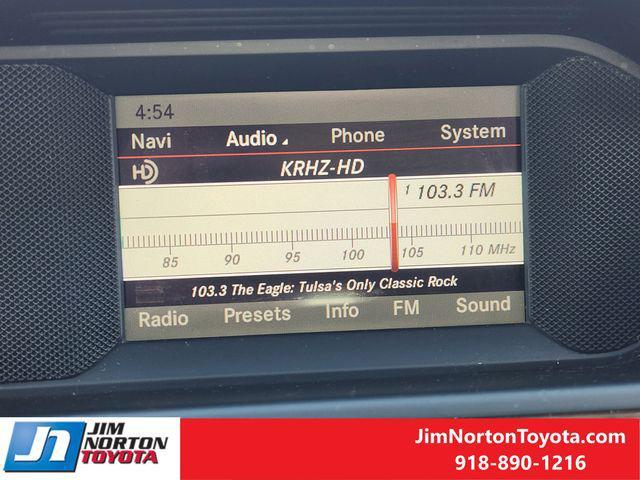 4:54
Navi Audio Phone System
HD KRHZ-HD
1 103.3 FM
85 90 95 100 105 110 MHz
103.3 The Eagle: Tulsa's Only Classic Rock
Radio Presets Info FM Sound
JN JIM NORTON TOYOTA
JimNortonToyota.com
918-890-1216